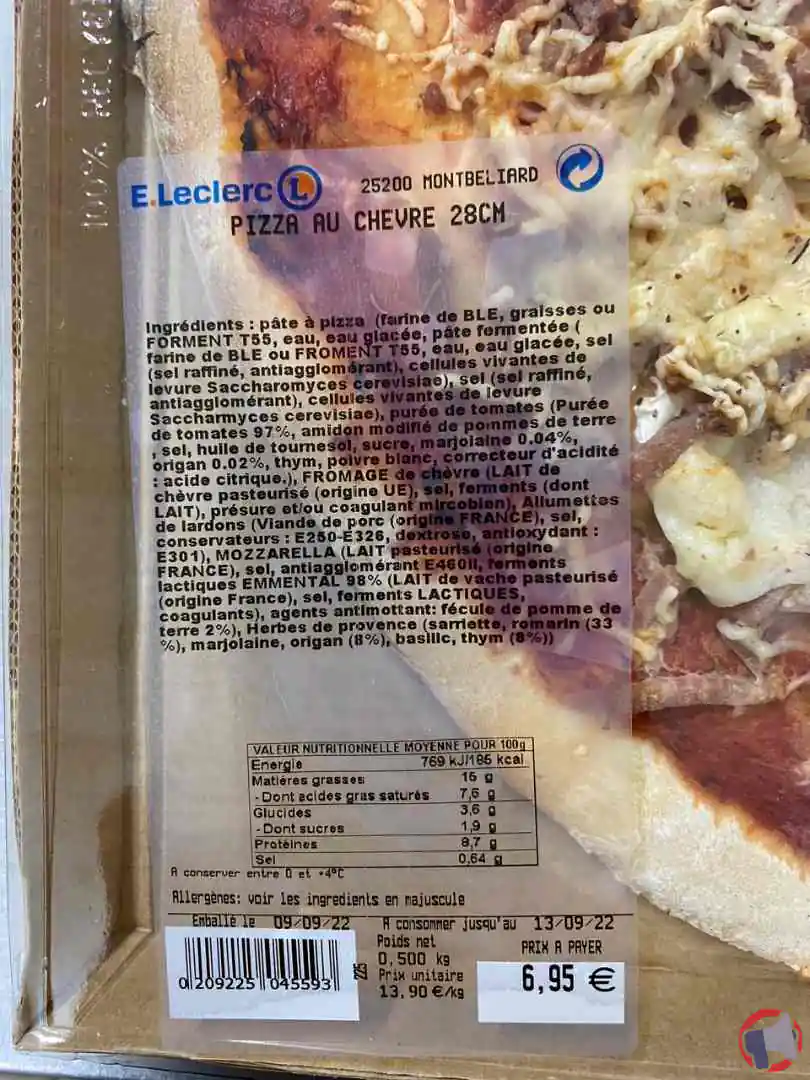 100% REC
E.Leclerc L
25200 MONTBELIARD
PIZZA AU CHEVRE 28CM
Ingrédients : pâte à pizza (farine de BLE, graisses ou
FORMENT T55, eau, eau glacée, pâte fermentée (
farine de BLE ou FROMENT T55, eau, eau glacée, sel
(sel raffiné, antiagglomérant), cellules vivantes de
levure Saccharomyces cerevisiae), sel (sel raffiné,
antiagglomérant), cellules vivantes de levure
Saccharmyces cerevisiae), purée de tomates (Purée
de tomates 97%, amidon modifié de pommes de terre
, sel, huile de tournesol, sucre, marjolaine 0.04%,
origan 0.02%, thym, poivre blanc, correcteur d'acidité
: acide citrique.), FROMAGE de chèvre (LAIT de
chèvre pasteurisé (origine UE), sel, ferments (dont
LAIT), présure et/ou coagulant mircobien), Allumettes
de lardons (Viande de porc (origine FRANCE), sel,
conservateurs : E250-E326, dextrose, antioxydant :
E301), MOZZARELLA (LAIT pasteurisé (origine
FRANCE), sel, antiagglomérant E460II, ferments
lactiques EMMENTAL 98% (LAIT de vache pasteurisé
(origine France), sel, ferments LACTIQUES,
coagulants), agents antimottant: fécule de pomme de
terre 2%), Herbes de provence (sarriette, romarin (33
%), marjolaine, origan (8%), basilic, thym (8%))
VALEUR NUTRITIONNELLE MOYENNE POUR 100g
Energie 769 kJ/185 kcal
Matières grasses 15 g
- Dont acides gras saturés 7,6 g
Glucides 3,6 g
- Dont sucres 1,9 g
Protéines 8,7 g
Sel 0,64 g
A conserver entre 0 et +4°C
Allergènes: voir les ingredients en majuscule
Emballé le 09/09/22 A consommer jusqu'au 13/09/22
Poids net PRIX A PAYER
0,500 kg
Prix unitaire 6,95 €
13,90 €/kg
0 209225 045593
225